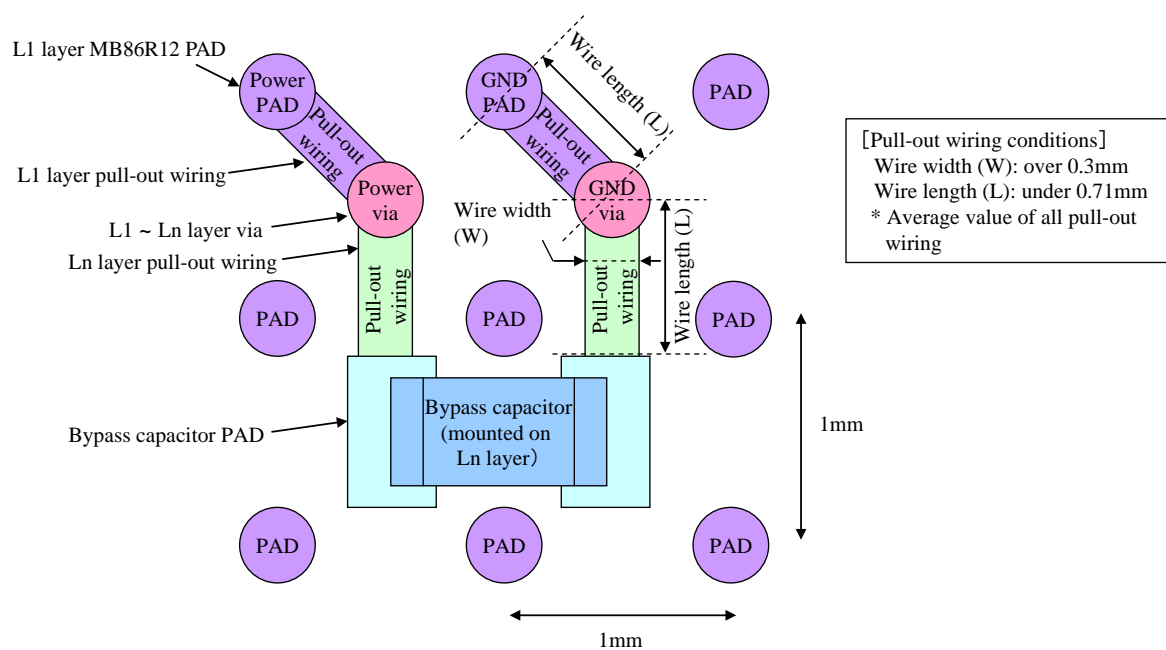 L1 layer MB86R12 PAD
Power
PAD
Pull-out
wiring
GND
PAD
Pull-out
wiring
Wire length (L)
PAD
[Pull-out wiring conditions]
Wire width (W): over 0.3mm
Wire length (L): under 0.71mm
* Average value of all pull-out
wiring
L1 layer pull-out wiring
Power
via
GND
via
L1 ~ Ln layer via
Wire width
(W)
Ln layer pull-out wiring
Pull-out
wiring
Pull-out
wiring
Wire length (L)
PAD
PAD
PAD
Bypass capacitor PAD
Bypass capacitor
(mounted on
Ln layer)
1mm
PAD
PAD
PAD
1mm